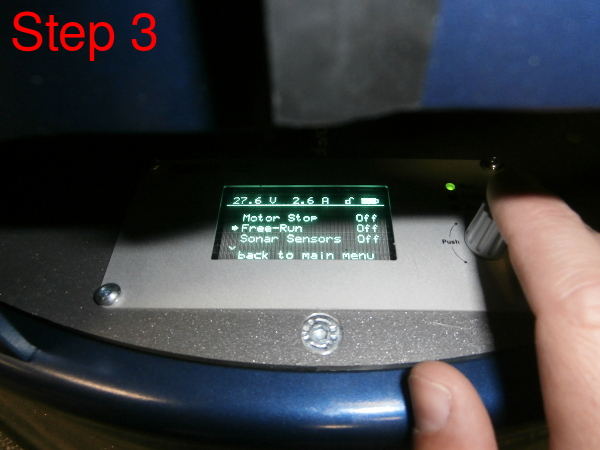 Step 3
27.6 V 2.6 A
Motor Stop Off
Free-Run Off
Sonar Sensors Off
back to main menu
Push